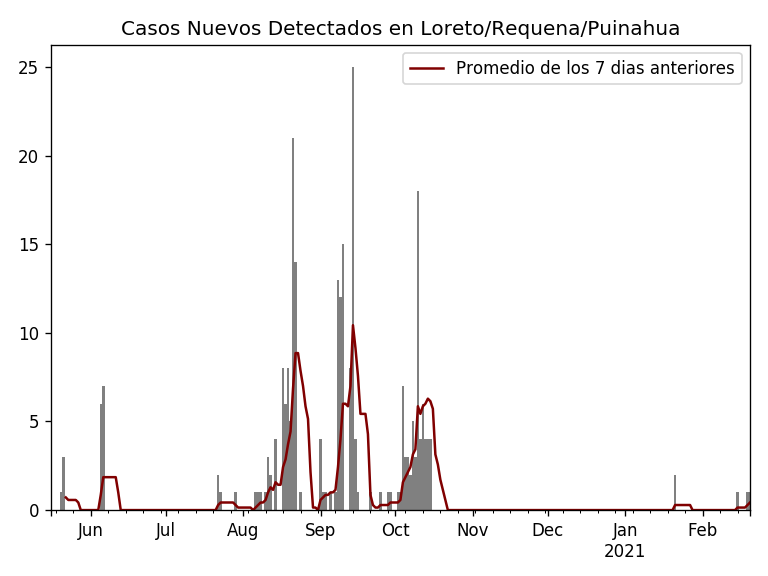 Casos Nuevos Detectados en Loreto/Requena/Puinahua
Promedio de los 7 dias anteriores
25
20
15
10
5
0
Jun Jul Aug Sep Oct Nov Dec Jan Feb
2021